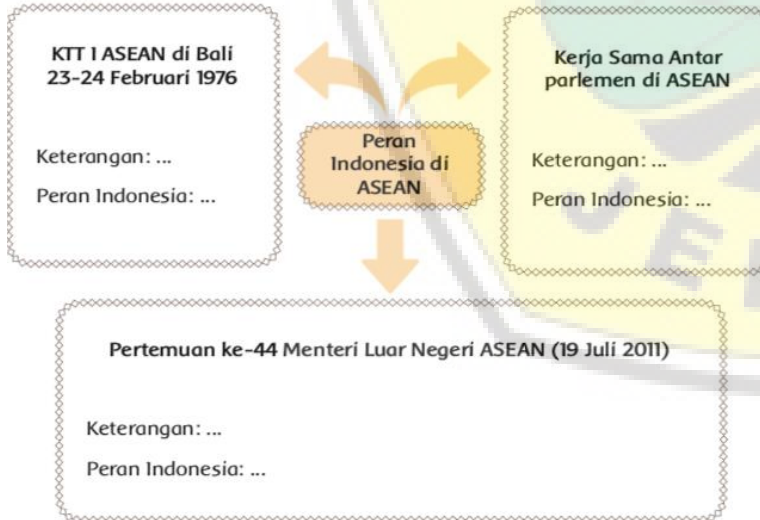 KTT I ASEAN di Bali
23-24 Februari 1976
Keterangan: ...
Peran Indonesia: ...
Peran
Indonesia di
ASEAN
Kerja Sama Antar
parlemen di ASEAN
Keterangan: ...
Peran Indonesia: ...
Pertemuan ke-44 Menteri Luar Negeri ASEAN (19 Juli 2011)
Keterangan: ...
Peran Indonesia: ...